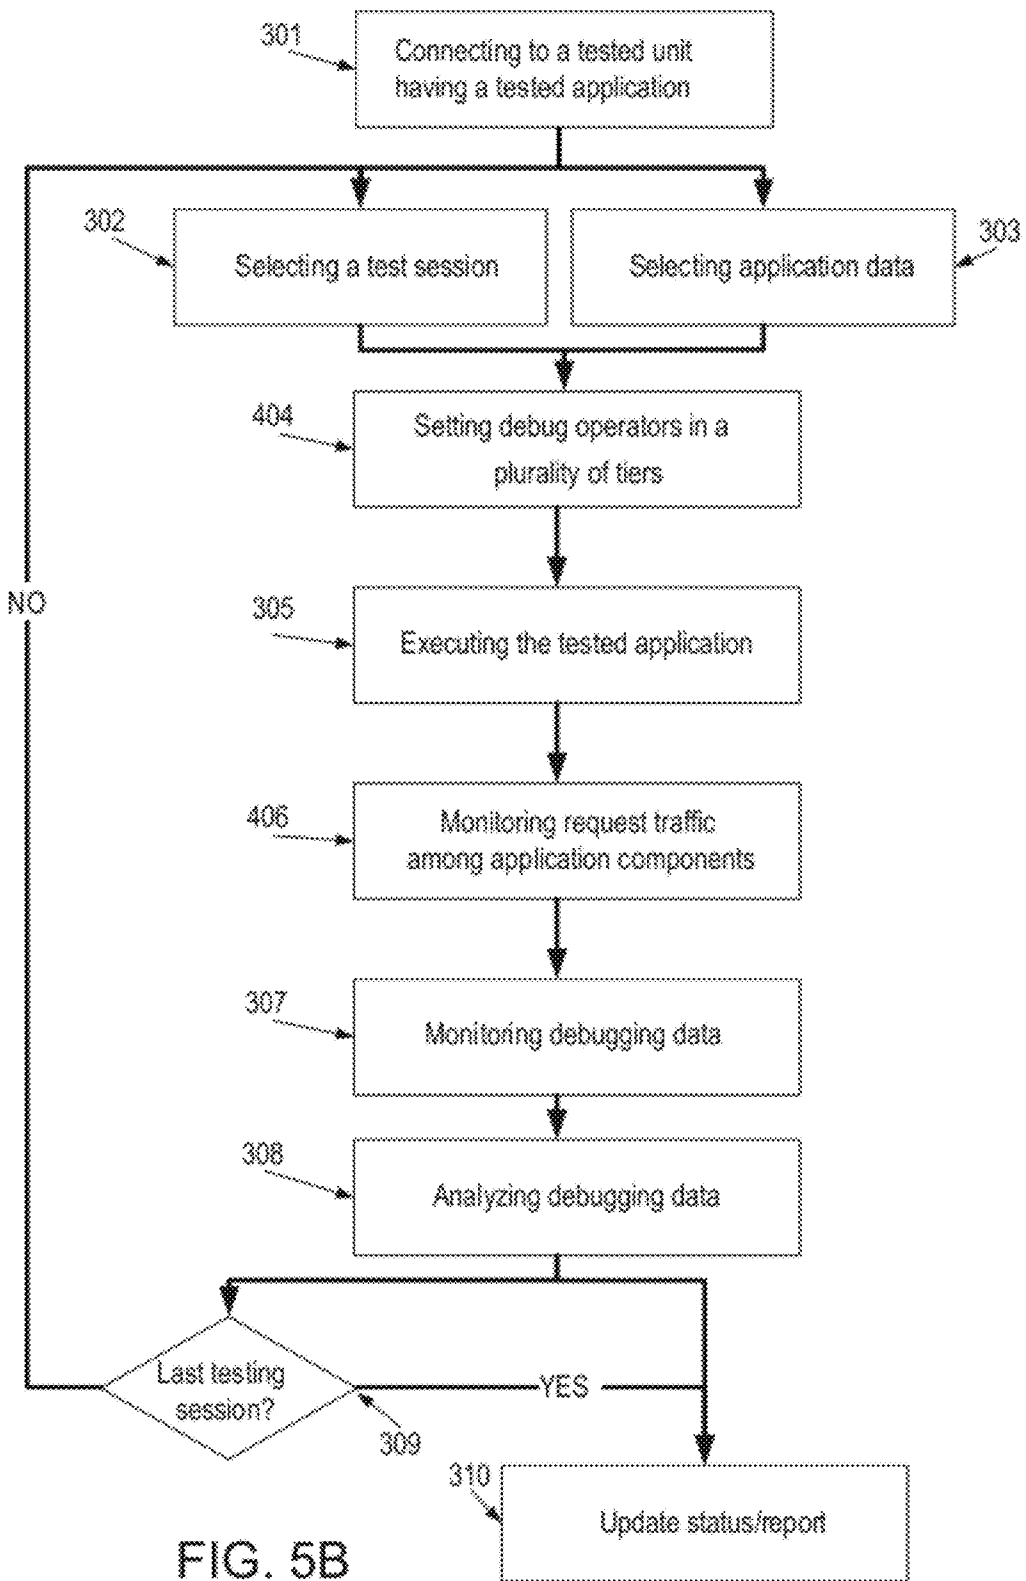 301
Connecting to a tested unit
having a tested application
302
Selecting a test session
Selecting application data
303
404
Setting debug operators in a
plurality of tiers
NO
305
Executing the tested application
406
Monitoring request traffic
among application components
307
Monitoring debugging data
308
Analyzing debugging data
Last testing
session?
YES
309
310
Update status/report
FIG. 5B